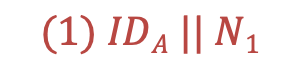 (1) ID_A || N_1